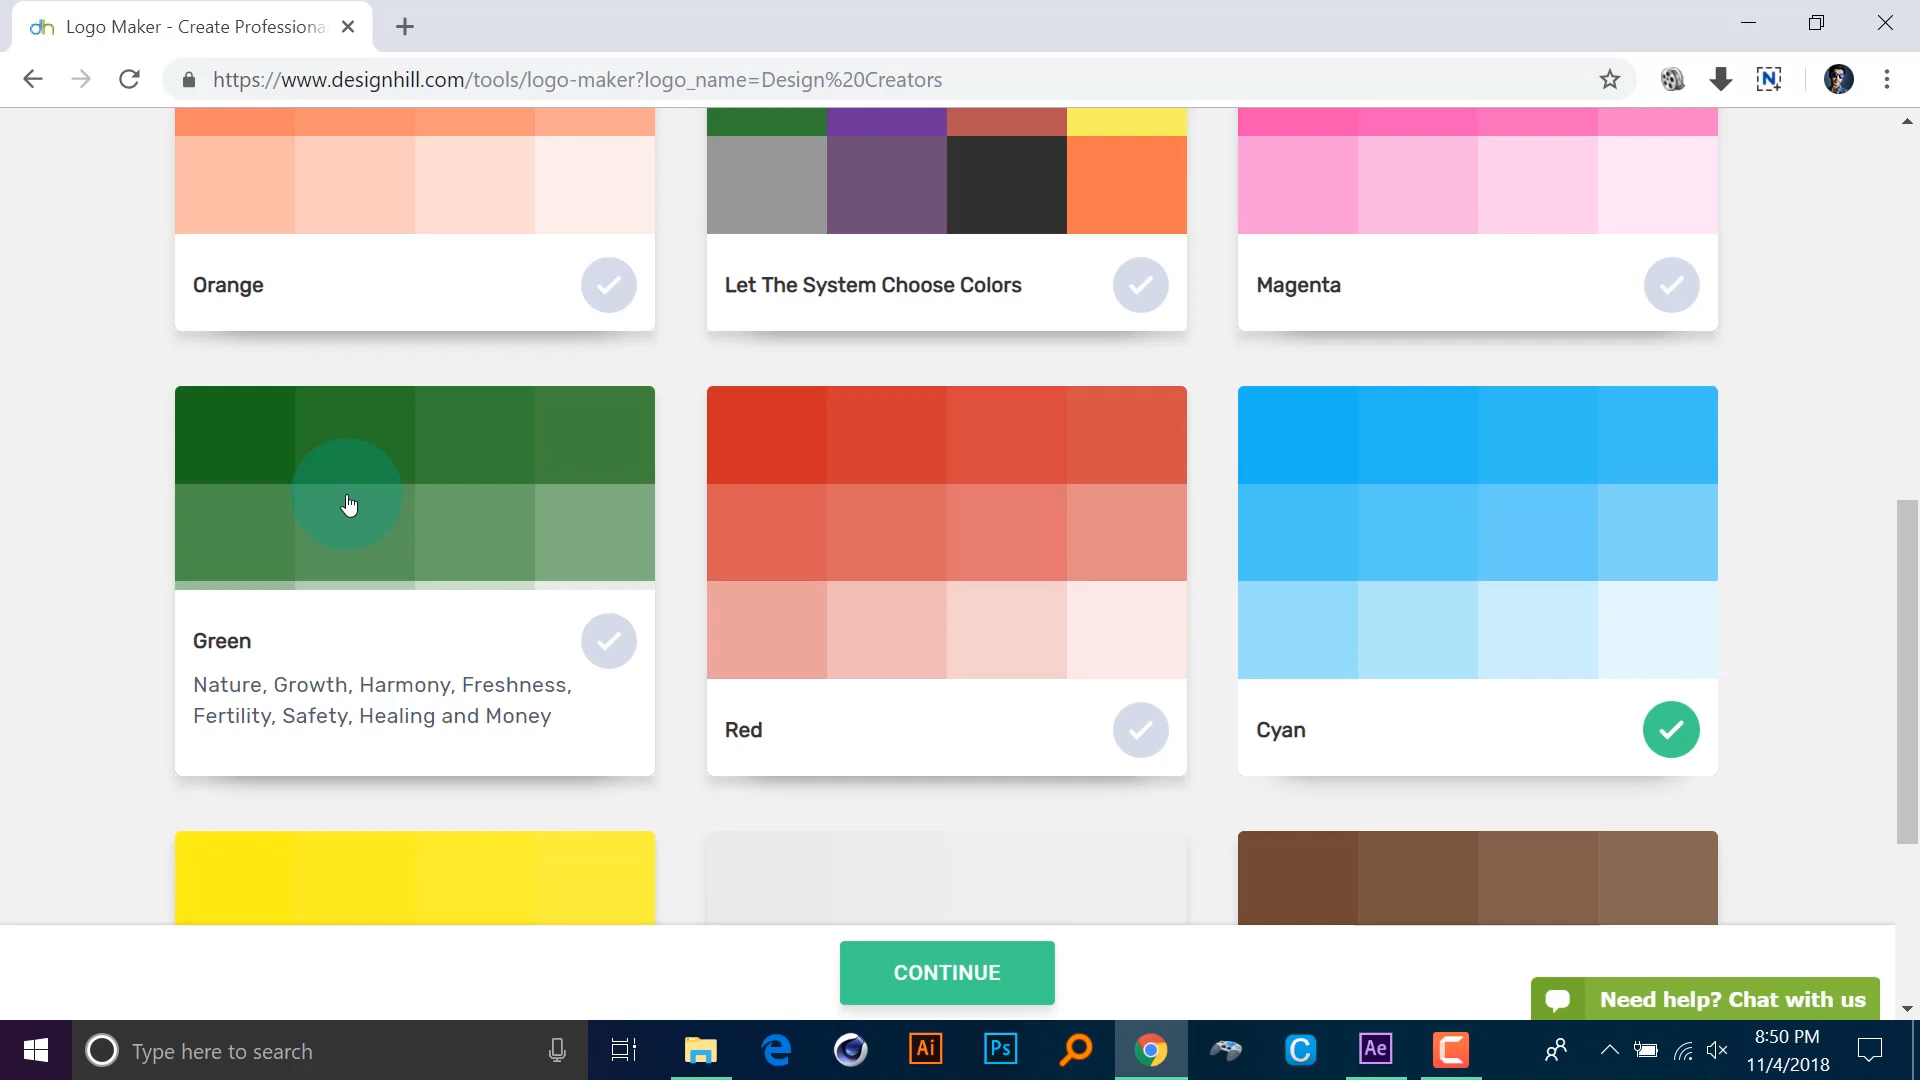 Logo Maker - Create Professiona
https://www.designhill.com/tools/logo-maker?logo_name=Design%20Creators
Orange
Let The System Choose Colors
Magenta
Green
Nature, Growth, Harmony, Freshness,
Fertility, Safety, Healing and Money
Red
Cyan
CONTINUE
Need help? Chat with us
Type here to search
8:50 PM
11/4/2018